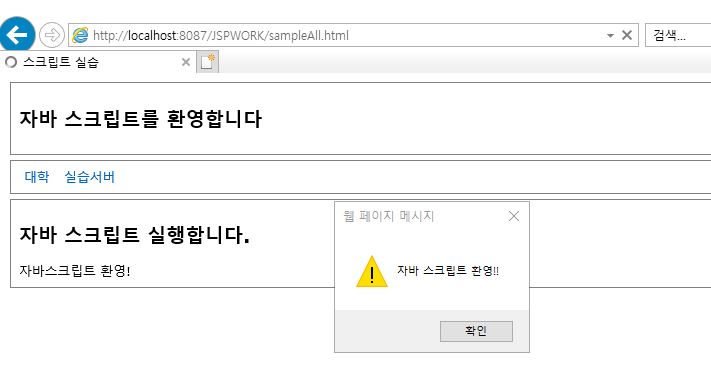 http://localhost:8087/JSPWORK/sampleAll.html
검색...
스크립트 실습
자바 스크립트를 환영합니다
대학 실습서버
자바 스크립트 실행합니다.
자바스크립트 환영!
웹 페이지 메시지
자바 스크립트 환영!!
확인